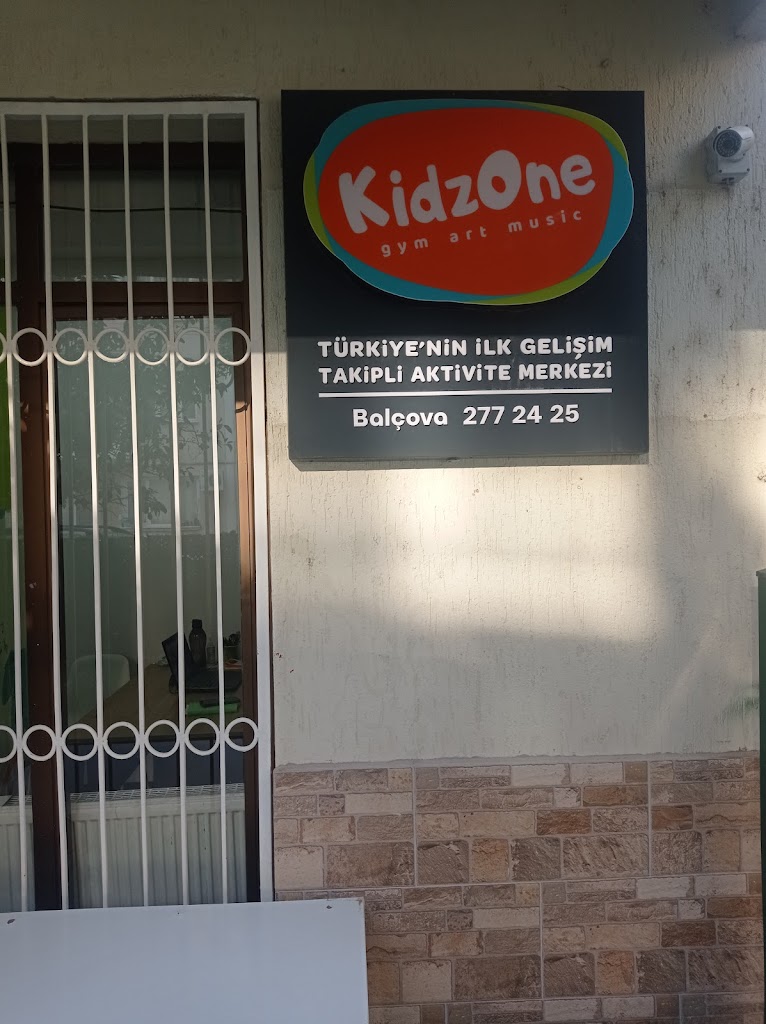 KidzOne
gym art music
TÜRKİYE'NİN İLK GELİŞİM
TAKİPLİ AKTİVİTE MERKEZİ
Balçova 277 24 25